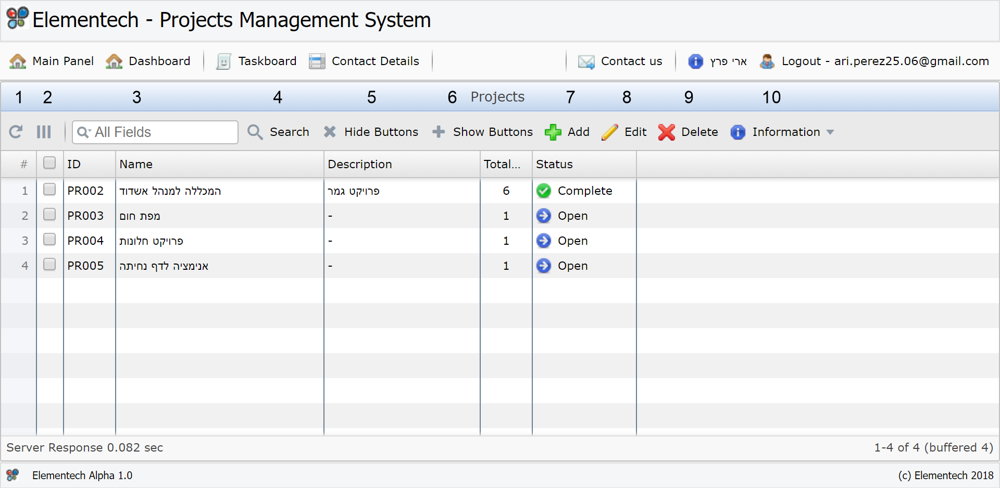 Elementech - Projects Management System
Main Panel Dashboard Taskboard Contact Details Contact us ארי פרץ Logout - ari.perez25.06@gmail.com
1 2 3 4 5 6 Projects 7 8 9 10
All Fields Search Hide Buttons Show Buttons Add Edit Delete Information
# ID Name Description Total... Status
1 PR002 המכללה למנהל אשדוד פרויקט גמר 6 Complete
2 PR003 מפת חום - 1 Open
3 PR004 פרויקט חלונות - 1 Open
4 PR005 אנימציה לדף נחיתה - 1 Open
Server Response 0.082 sec 1-4 of 4 (buffered 4)
Elementech Alpha 1.0 (c) Elementech 2018